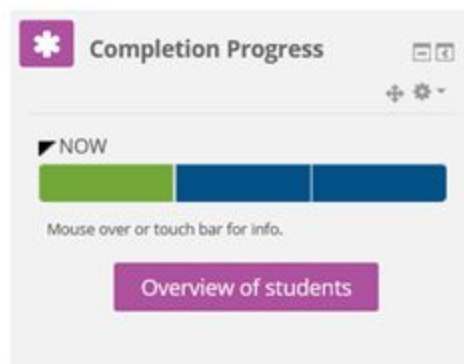 Completion Progress
NOW
Mouse over or touch bar for info.
Overview of students